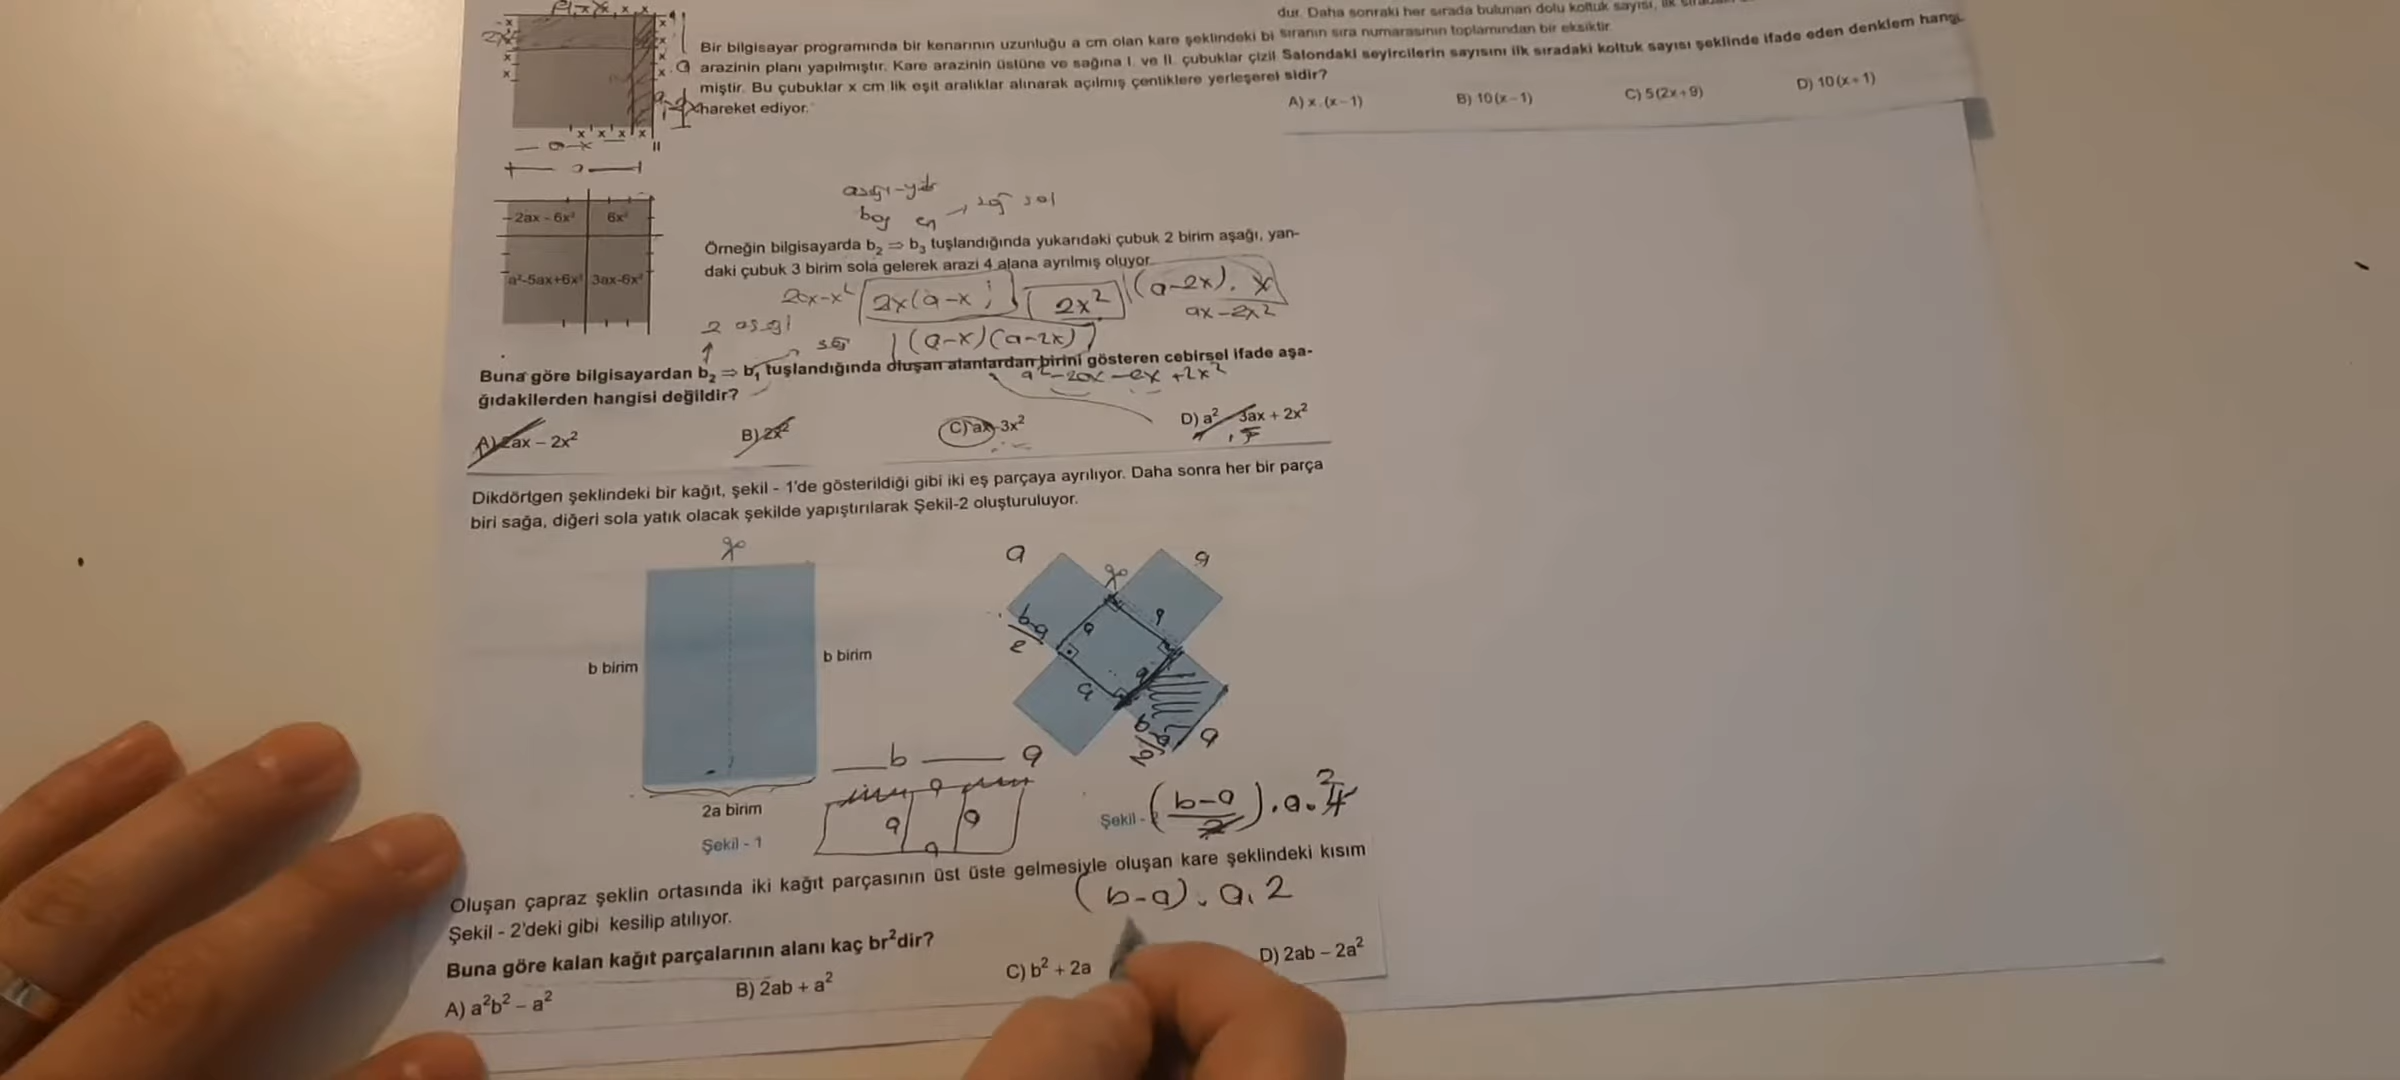 dur. Daha sonraki her sırada bulunan dolu koltuk sayısı,
sıranın sıra numarasının toplamından bir eksiktir.
Salondaki seyircilerin sayısını ilk sıradaki koltuk sayısı şeklinde ifade eden denklem
sidir?
A) x.(x-1)
B) 10(x-1)
C) 5(2x+9)
D) 10(x+1)
x x x
2x
a
a-x
a
II
Bir bilgisayar programında bir kenarının uzunluğu a cm olan kare şeklindeki bi
arazinin planı yapılmıştır. Kare arazinin üstüne ve sağına I. ve II. çubuklar çizil
miştir. Bu çubuklar x cm lik eşit aralıklar alınarak açılmış çentiklere yerleşerel
hareket ediyor.
2ax - 6x²
6x²
a²-5ax+6x²
3ax-6x²
Örneğin bilgisayarda b₂ ⇒ b₃ tuşlandığında yukarıdaki çubuk 2 birim aşağı, yan-
daki çubuk 3 birim sola gelerek arazi 4 alana ayrılmış oluyor.
2x(a-x)
2x²
(a-2x).x
ax-2x²
(a-x)(a-2x)
Buna göre bilgisayardan b₂ ⇒ b₁ tuşlandığında oluşan alanlardan birini gösteren cebirsel ifade aşa-
ğıdakilerden hangisi değildir?
A) 2ax - 2x²
B) 2x²
C) ax-3x²
D) a² - 3ax + 2x²
Dikdörtgen şeklindeki bir kağıt, şekil - 1'de gösterildiği gibi iki eş parçaya ayrılıyor. Daha sonra her bir parça
biri sağa, diğeri sola yatık olacak şekilde yapıştırılarak Şekil-2 oluşturuluyor.
b birim
b birim
2a birim
Şekil - 1
b
a
a
a
a
a
a
a
b-a
2
a
a
a
a
b-a
2
a
Şekil -
(b-a / 2).a.4 2
(b-a).a.2
Oluşan çapraz şeklin ortasında iki kağıt parçasının üst üste gelmesiyle oluşan kare şeklindeki kısım
Şekil - 2'deki gibi kesilip atılıyor.
Buna göre kalan kağıt parçalarının alanı kaç br²dir?
A) a²b² - a²
B) 2ab + a²
C) b² + 2a
D) 2ab - 2a²